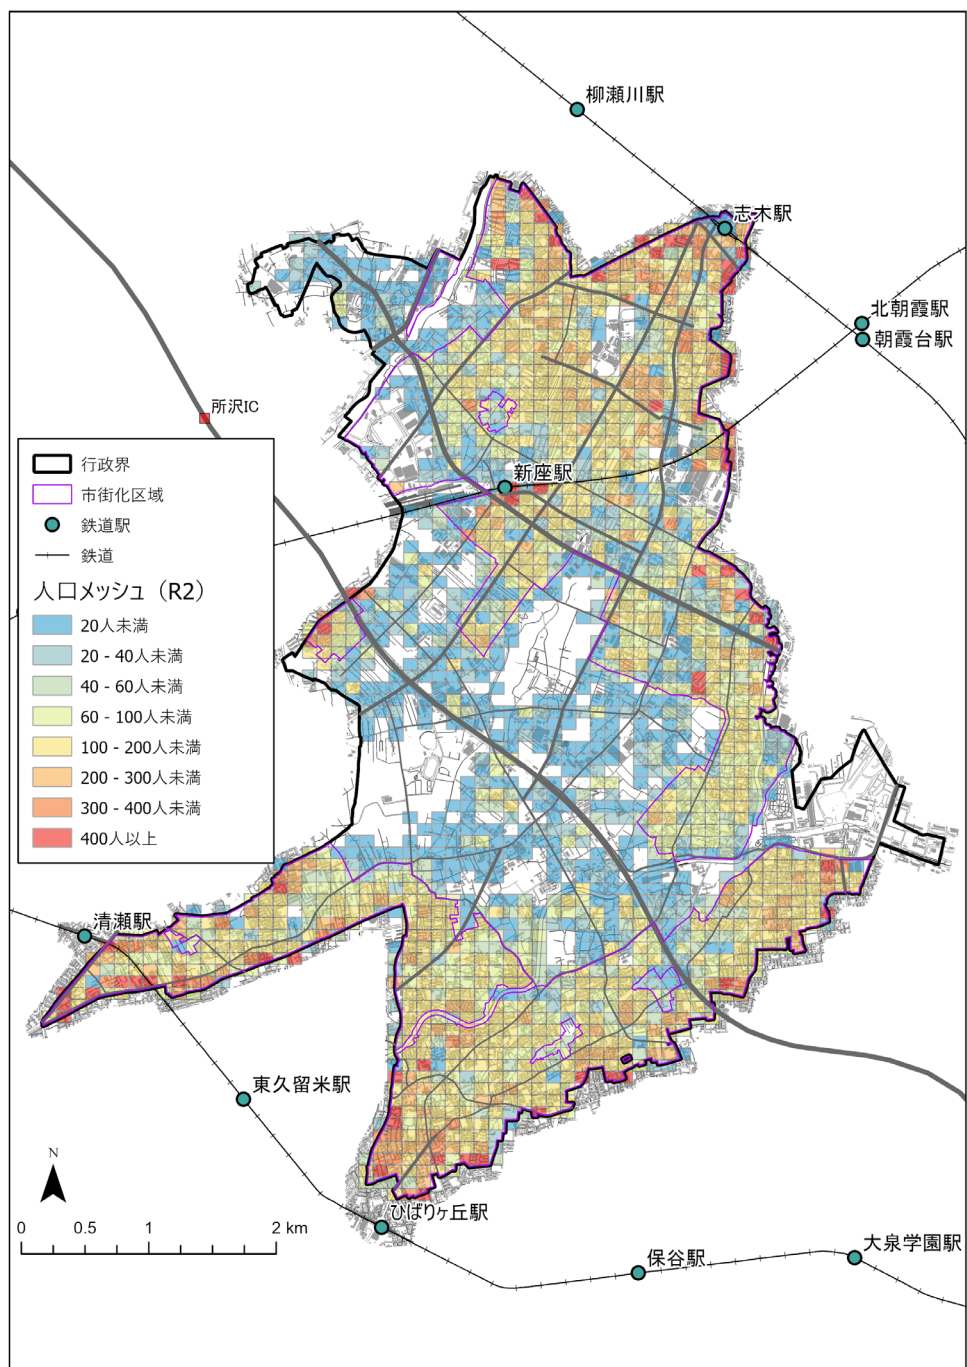 柳瀬川駅
志木駅
北朝霞駅
朝霞台駅
所沢IC
新座駅
行政界
市街化区域
鉄道駅
鉄道
人口メッシュ（R2）
20人未満
20 - 40人未満
40 - 60人未満
60 - 100人未満
100 - 200人未満
200 - 300人未満
300 - 400人未満
400人以上
清瀬駅
東久留米駅
N
0 0.5 1 2 km
ひばりヶ丘駅
保谷駅
大泉学園駅